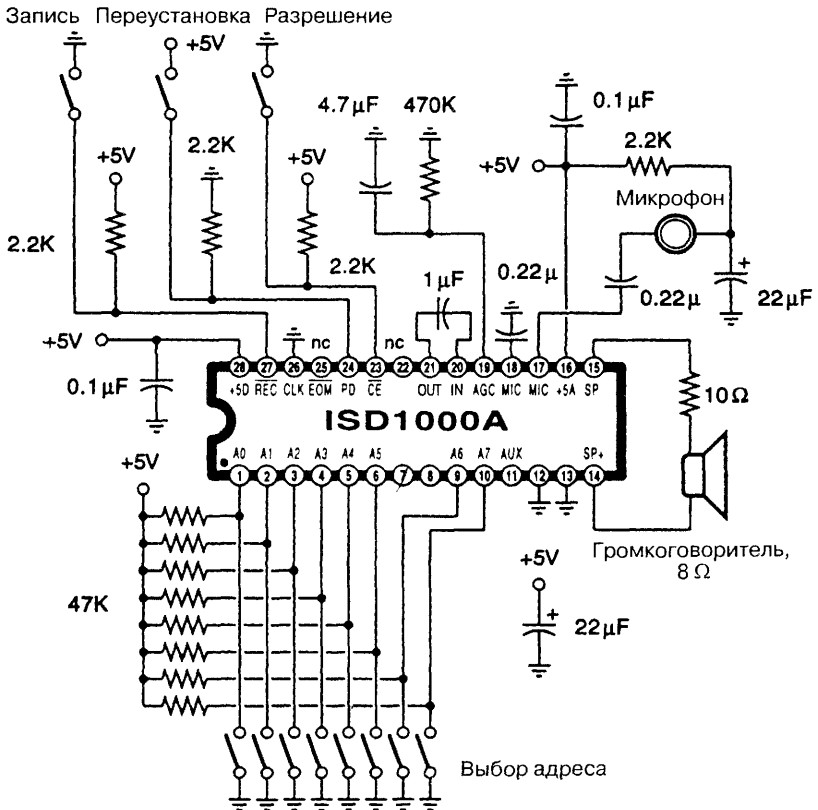 Запись Переустановка Разрешение
+5V
4.7µF 470K
0.1µF
2.2K
2.2K
+5V
+5V
+5V
Микрофон
2.2K
2.2K
1µF
0.22µ
0.22µ
22µF
+5V
nc
nc
0.1µF
28 27 26 25 24 23 22 21 20 19 18 17 16 15
+5D REC CLK EOM PD CE OUT IN AGC MIC MIC +5A SP
10Ω
ISD1000A
A0 A1 A2 A3 A4 A5 A6 A7 AUX SP+
1 2 3 4 5 6 7 8 9 10 11 12 13 14
+5V
Громкоговоритель,
8 Ω
+5V
47K
+
22µF
Выбор адреса